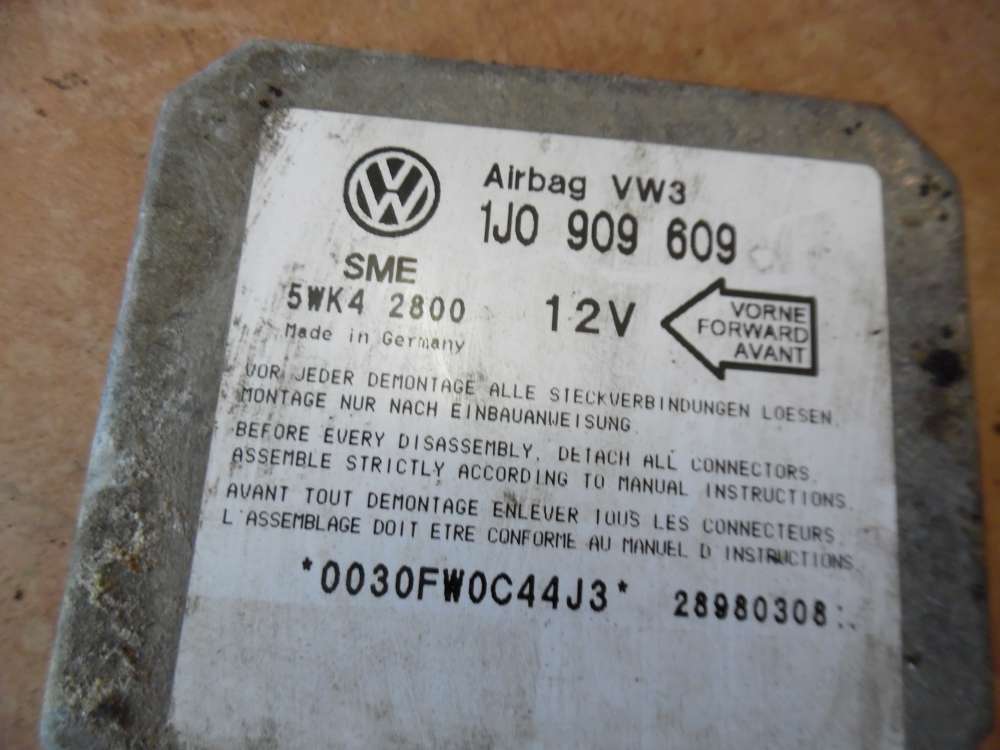 Airbag VW3
1J0 909 609
SME
5WK4 2800
Made in Germany
12V
VORNE
FORWARD
AVANT
VOR JEDER DEMONTAGE ALLE STECKVERBINDUNGEN LOESEN.
MONTAGE NUR NACH EINBAUANWEISUNG.
BEFORE EVERY DISASSEMBLY, DETACH ALL CONNECTORS.
ASSEMBLE STRICTLY ACCORDING TO MANUAL INSTRUCTIONS.
AVANT TOUT DEMONTAGE ENLEVER TOUS LES CONNECTEURS.
L'ASSEMBLAGE DOIT ETRE CONFORME AU MANUEL D'INSTRUCTIONS.
*0030FW0C44J3* 28980308